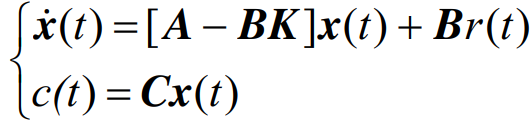 ẋ(t) = [A − BK]x(t) + Br(t)
c(t) = Cx(t)